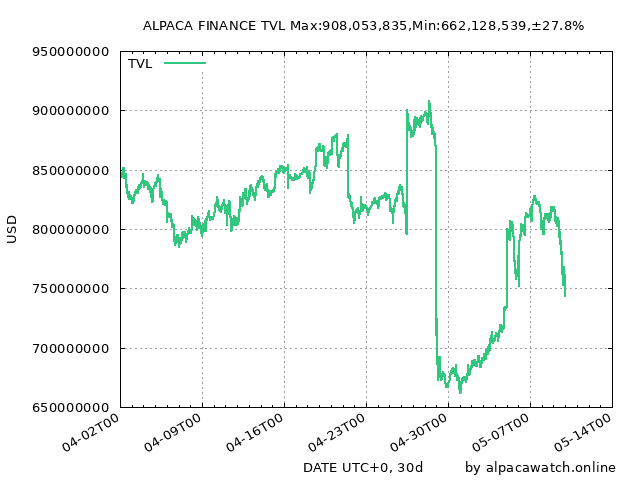 ALPACA FINANCE TVL Max:908,053,835,Min:662,128,539,±27.8%
950000000
TVL
900000000
850000000
800000000
USD
750000000
700000000
650000000
04-02T00 04-09T00 04-16T00 04-23T00 04-30T00 05-07T00 05-14T00
DATE UTC+0, 30d by alpacawatch.online